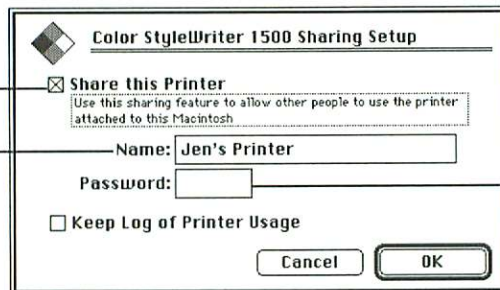 Color StyleWriter 1500 Sharing Setup
Share this Printer
Use this sharing feature to allow other people to use the printer
attached to this Macintosh
Name: Jen's Printer
Password:
Keep Log of Printer Usage
Cancel OK